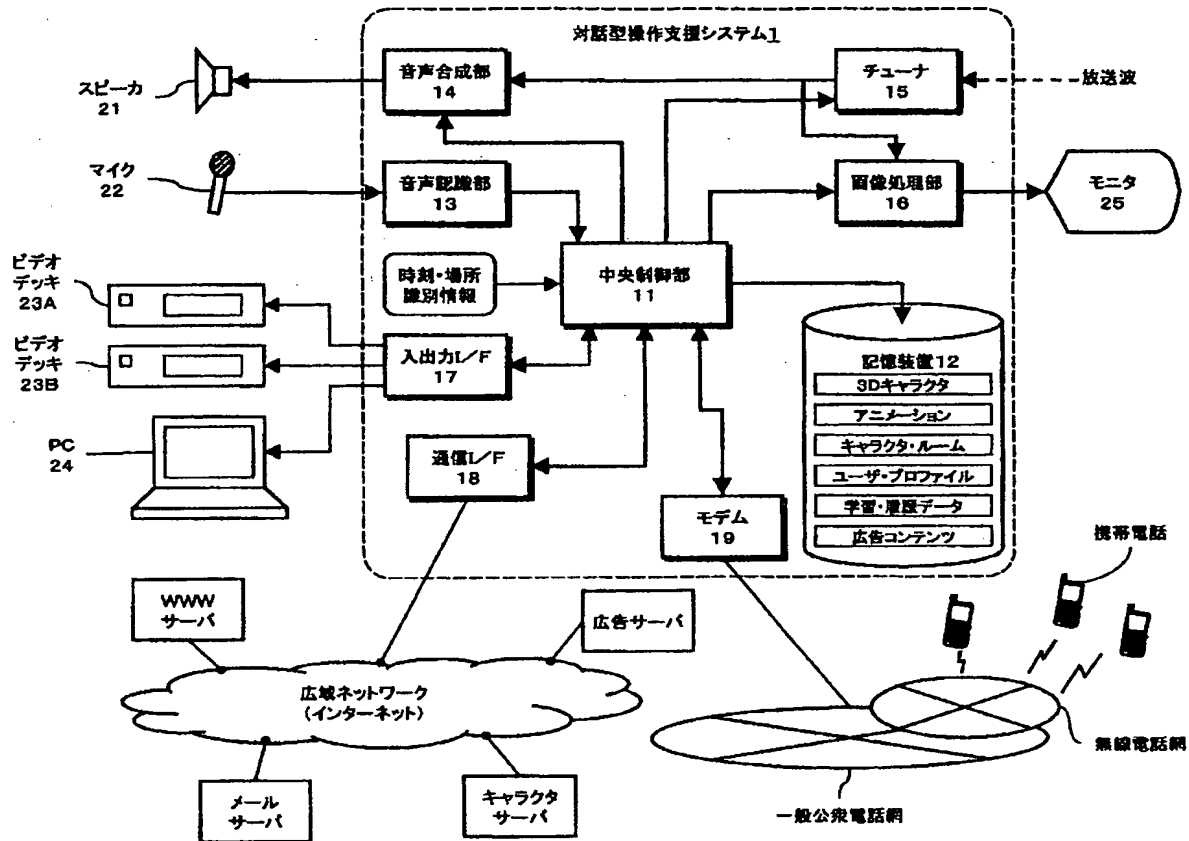 対話型操作支援システム1
スピーカ
21
音声合成部
14
チューナ
15
放送波
マイク
22
音声認識部
13
画像処理部
16
モニタ
25
ビデオ
デッキ
23A
時刻・場所
識別情報
中央制御部
11
ビデオ
デッキ
23B
入出力I/F
17
記憶装置12
3Dキャラクタ
アニメーション
キャラクタ・ルーム
ユーザ・プロファイル
学習・履歴データ
広告コンテンツ
PC
24
通信I/F
18
モデム
19
携帯電話
WWW
サーバ
広告サーバ
広域ネットワーク
(インターネット)
無線電話網
メール
サーバ
キャラクタ
サーバ
一般公衆電話網